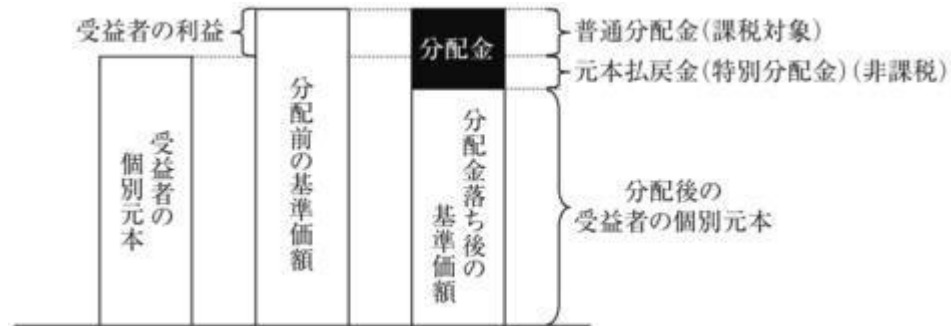 受益者の利益
受益者の
個別元本
分配前の基準価額
分配金
分配金落ち後の
基準価額
普通分配金(課税対象)
元本払戻金(特別分配金)(非課税)
分配後の
受益者の個別元本